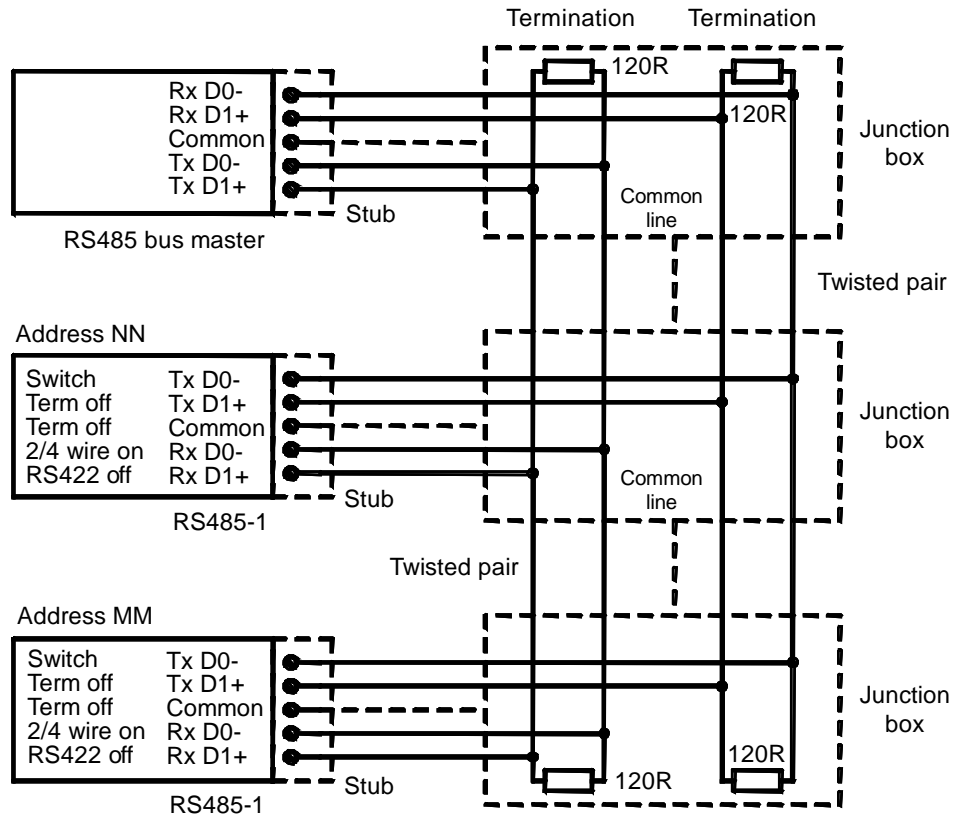 Termination
Termination
120R
120R
Rx D0-
Rx D1+
Common
Tx D0-
Tx D1+
Junction
box
Common
line
Stub
RS485 bus master
Twisted pair
Address NN
Switch
Tx D0-
Term off
Tx D1+
Term off
Common
2/4 wire on
Rx D0-
RS422 off
Rx D1+
Junction
box
Common
line
Stub
RS485-1
Twisted pair
Address MM
Switch
Tx D0-
Term off
Tx D1+
Term off
Common
2/4 wire on
Rx D0-
RS422 off
Rx D1+
Junction
box
120R
120R
Stub
RS485-1